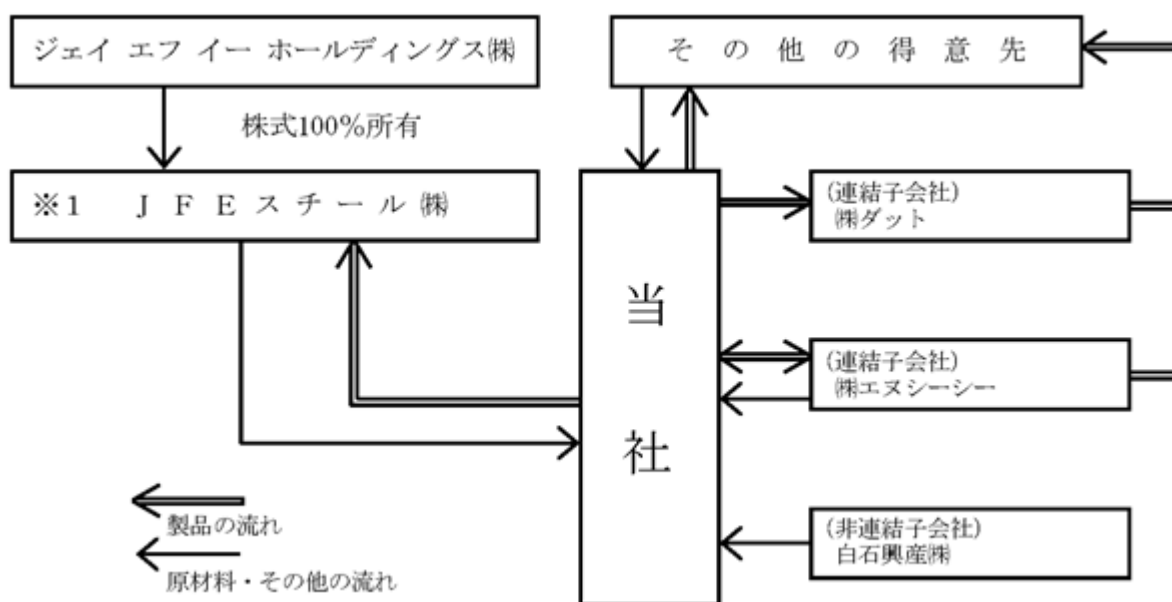 ジェイ エフ イー ホールディングス㈱
そ の 他 の 得 意 先
株式100％所有
※1 J F E ス チ ー ル ㈱
(連結子会社)
㈱ダット
当
社
(連結子会社)
㈱エヌシーシー
(非連結子会社)
白石興産㈱
製品の流れ
原材料・その他の流れ